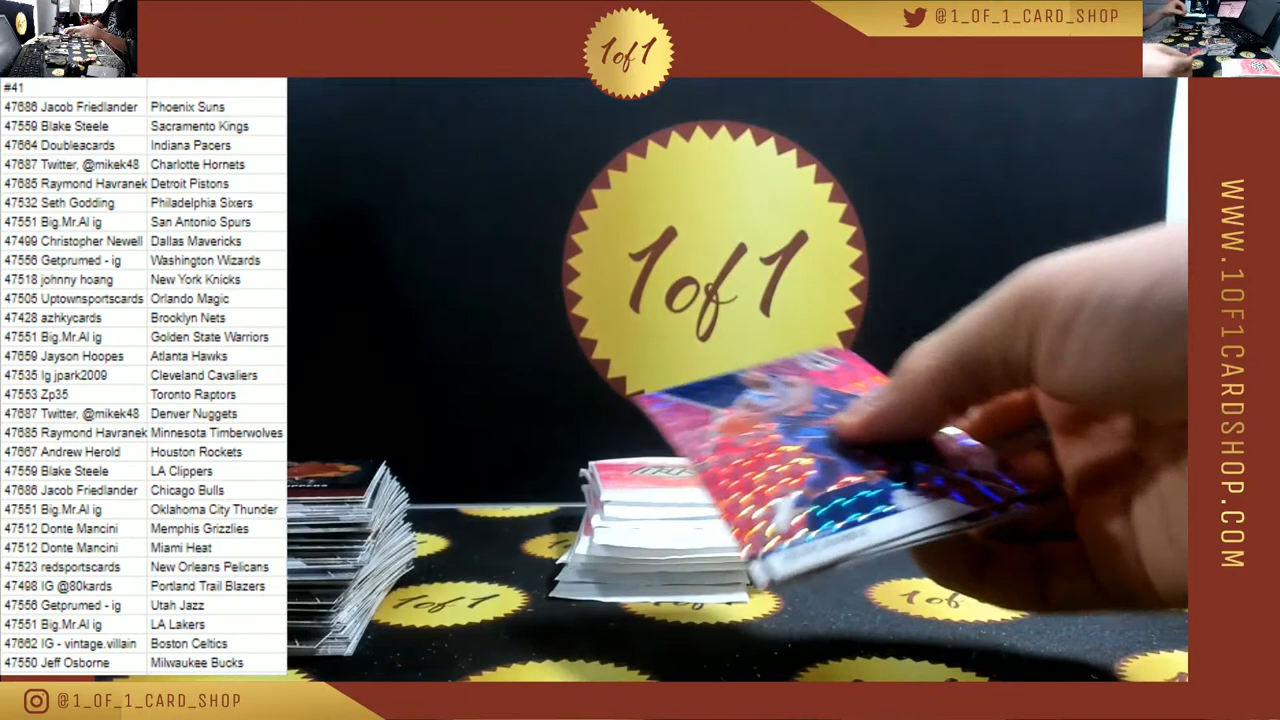 @1_OF_1_CARD_SHOP
1of1
#41
47686 Jacob Friedlander Phoenix Suns
47559 Blake Steele Sacramento Kings
47664 Doubleacards Indiana Pacers
47687 Twitter, @mikek48 Charlotte Hornets
47685 Raymond Havranek Detroit Pistons
47532 Seth Godding Philadelphia Sixers
47551 Big.Mr.Al ig San Antonio Spurs
47499 Christopher Newell Dallas Mavericks
47556 Getprumed - ig Washington Wizards
47518 johnny hoang New York Knicks
47505 Uptownsportscards Orlando Magic
47428 azhkycards Brooklyn Nets
47551 Big.Mr.Al ig Golden State Warriors
47659 Jayson Hoopes Atlanta Hawks
47535 Ig jpark2009 Cleveland Cavaliers
47553 Zp35 Toronto Raptors
47687 Twitter, @mikek48 Denver Nuggets
47685 Raymond Havranek Minnesota Timberwolves
47667 Andrew Herold Houston Rockets
47559 Blake Steele LA Clippers
47686 Jacob Friedlander Chicago Bulls
47551 Big.Mr.Al ig Oklahoma City Thunder
47512 Donte Mancini Memphis Grizzlies
47512 Donte Mancini Miami Heat
47523 redsportscards New Orleans Pelicans
47498 IG @80kards Portland Trail Blazers
47556 Getprumed - ig Utah Jazz
47551 Big.Mr.Al ig LA Lakers
47662 IG - vintage.villain Boston Celtics
47550 Jeff Osborne Milwaukee Bucks
1of1
1of1
1of1
WWW.1OF1CARDSHOP.COM
@1_OF_1_CARD_SHOP